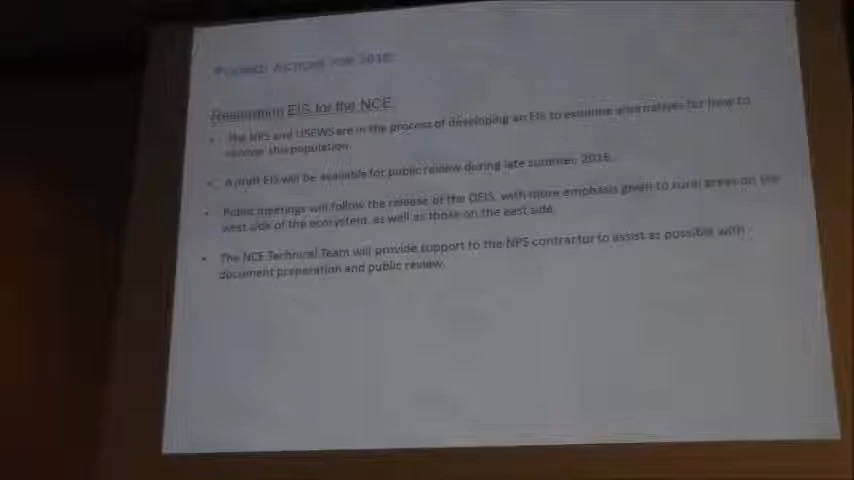 Planned Actions for 2016:
Restoration EIS for the NCE
• The NPS and USFWS are in the process of developing an EIS to examine alternatives for how to
recover this population.
• A draft EIS will be available for public review during late summer, 2016.
• Public meetings will follow the release of the DEIS, with more emphasis given to rural areas on the
west side of the ecosystem, as well as those on the east side.
• The NCE Technical Team will provide support to the NPS contractor to assist as possible with
document preparation and public review.